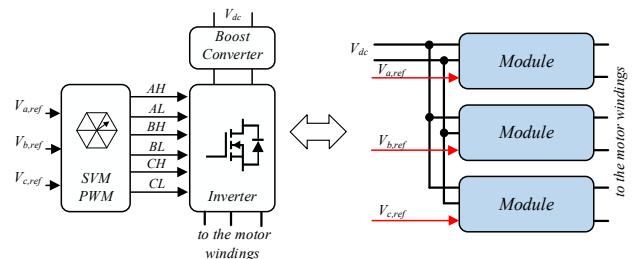 V_dc
Boost
Converter
V_a,ref
V_b,ref
V_c,ref
SVM
PWM
AH
AL
BH
BL
CH
CL
Inverter
to the motor
windings
V_dc
V_a,ref
V_b,ref
V_c,ref
Module
Module
Module
to the motor windings